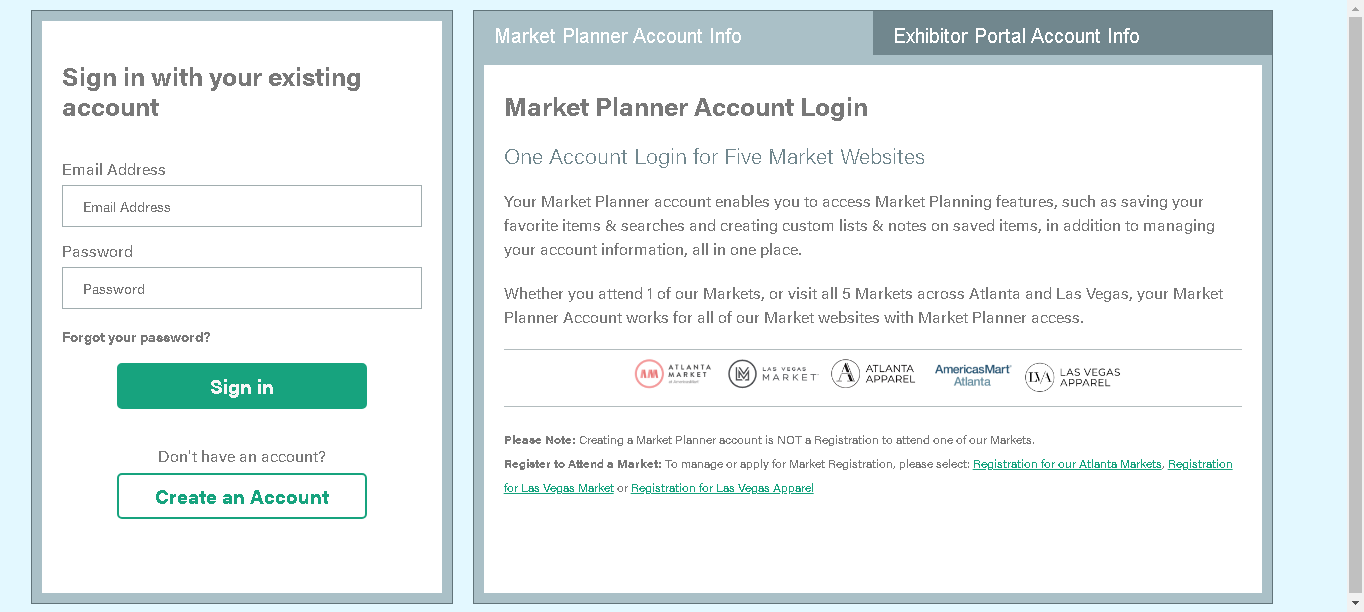 Sign in with your existing
account
Email Address
Email Address
Password
Password
Forgot your password?
Sign in
Don't have an account?
Create an Account
Market Planner Account Info
Exhibitor Portal Account Info
Market Planner Account Login
One Account Login for Five Market Websites
Your Market Planner account enables you to access Market Planning features, such as saving your
favorite items & searches and creating custom lists & notes on saved items, in addition to managing
your account information, all in one place.
Whether you attend 1 of our Markets, or visit all 5 Markets across Atlanta and Las Vegas, your Market
Planner Account works for all of our Market websites with Market Planner access.
AM ATLANTA
MARKET
at AmericasMart
LAS VEGAS
MARKET
A ATLANTA
APPAREL
AmericasMart
Atlanta
LVA LAS VEGAS
APPAREL
Please Note: Creating a Market Planner account is NOT a Registration to attend one of our Markets.
Register to Attend a Market: To manage or apply for Market Registration, please select: Registration for our Atlanta Markets, Registration
for Las Vegas Market or Registration for Las Vegas Apparel